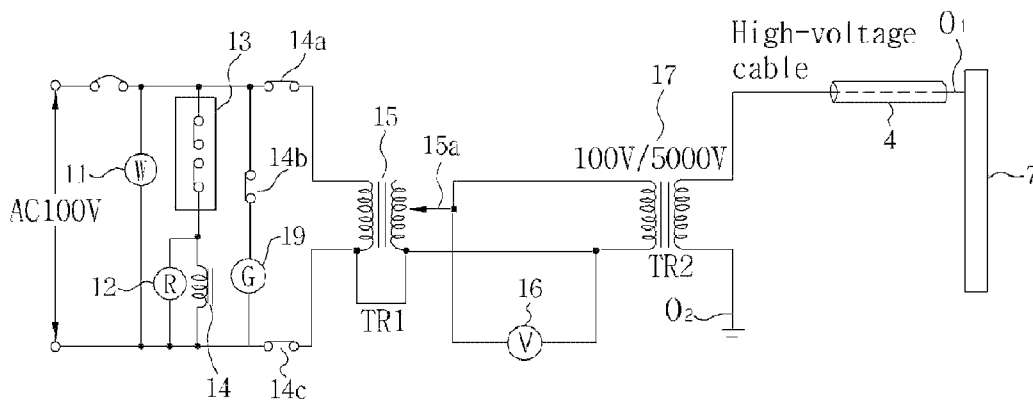 13
14a
High-voltage
cable
O1
17
15
15a
14b
100V/5000V
4
11
W
7
AC100V
19
12
R
G
TR2
16
TR1
O2
V
14
14c